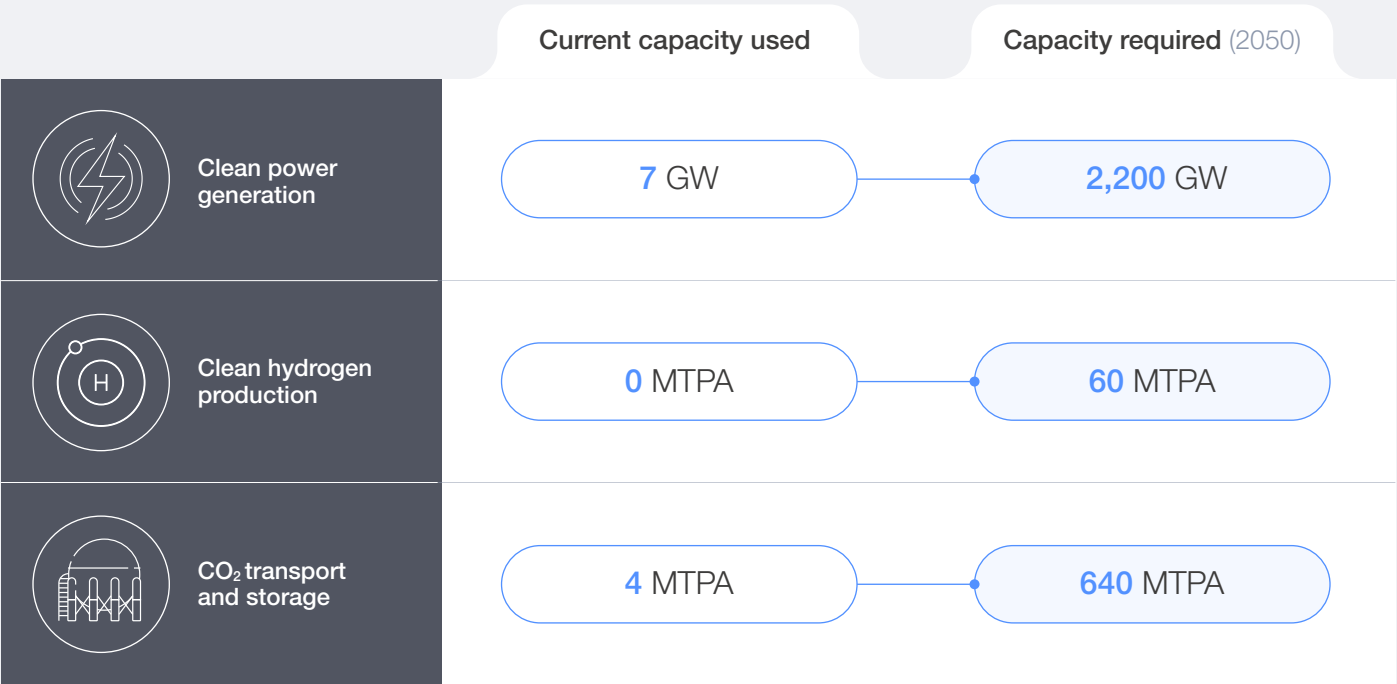 Current capacity used
Capacity required (2050)
Clean power
generation
7 GW
2,200 GW
H
Clean hydrogen
production
0 MTPA
60 MTPA
CO₂ transport
and storage
4 MTPA
640 MTPA